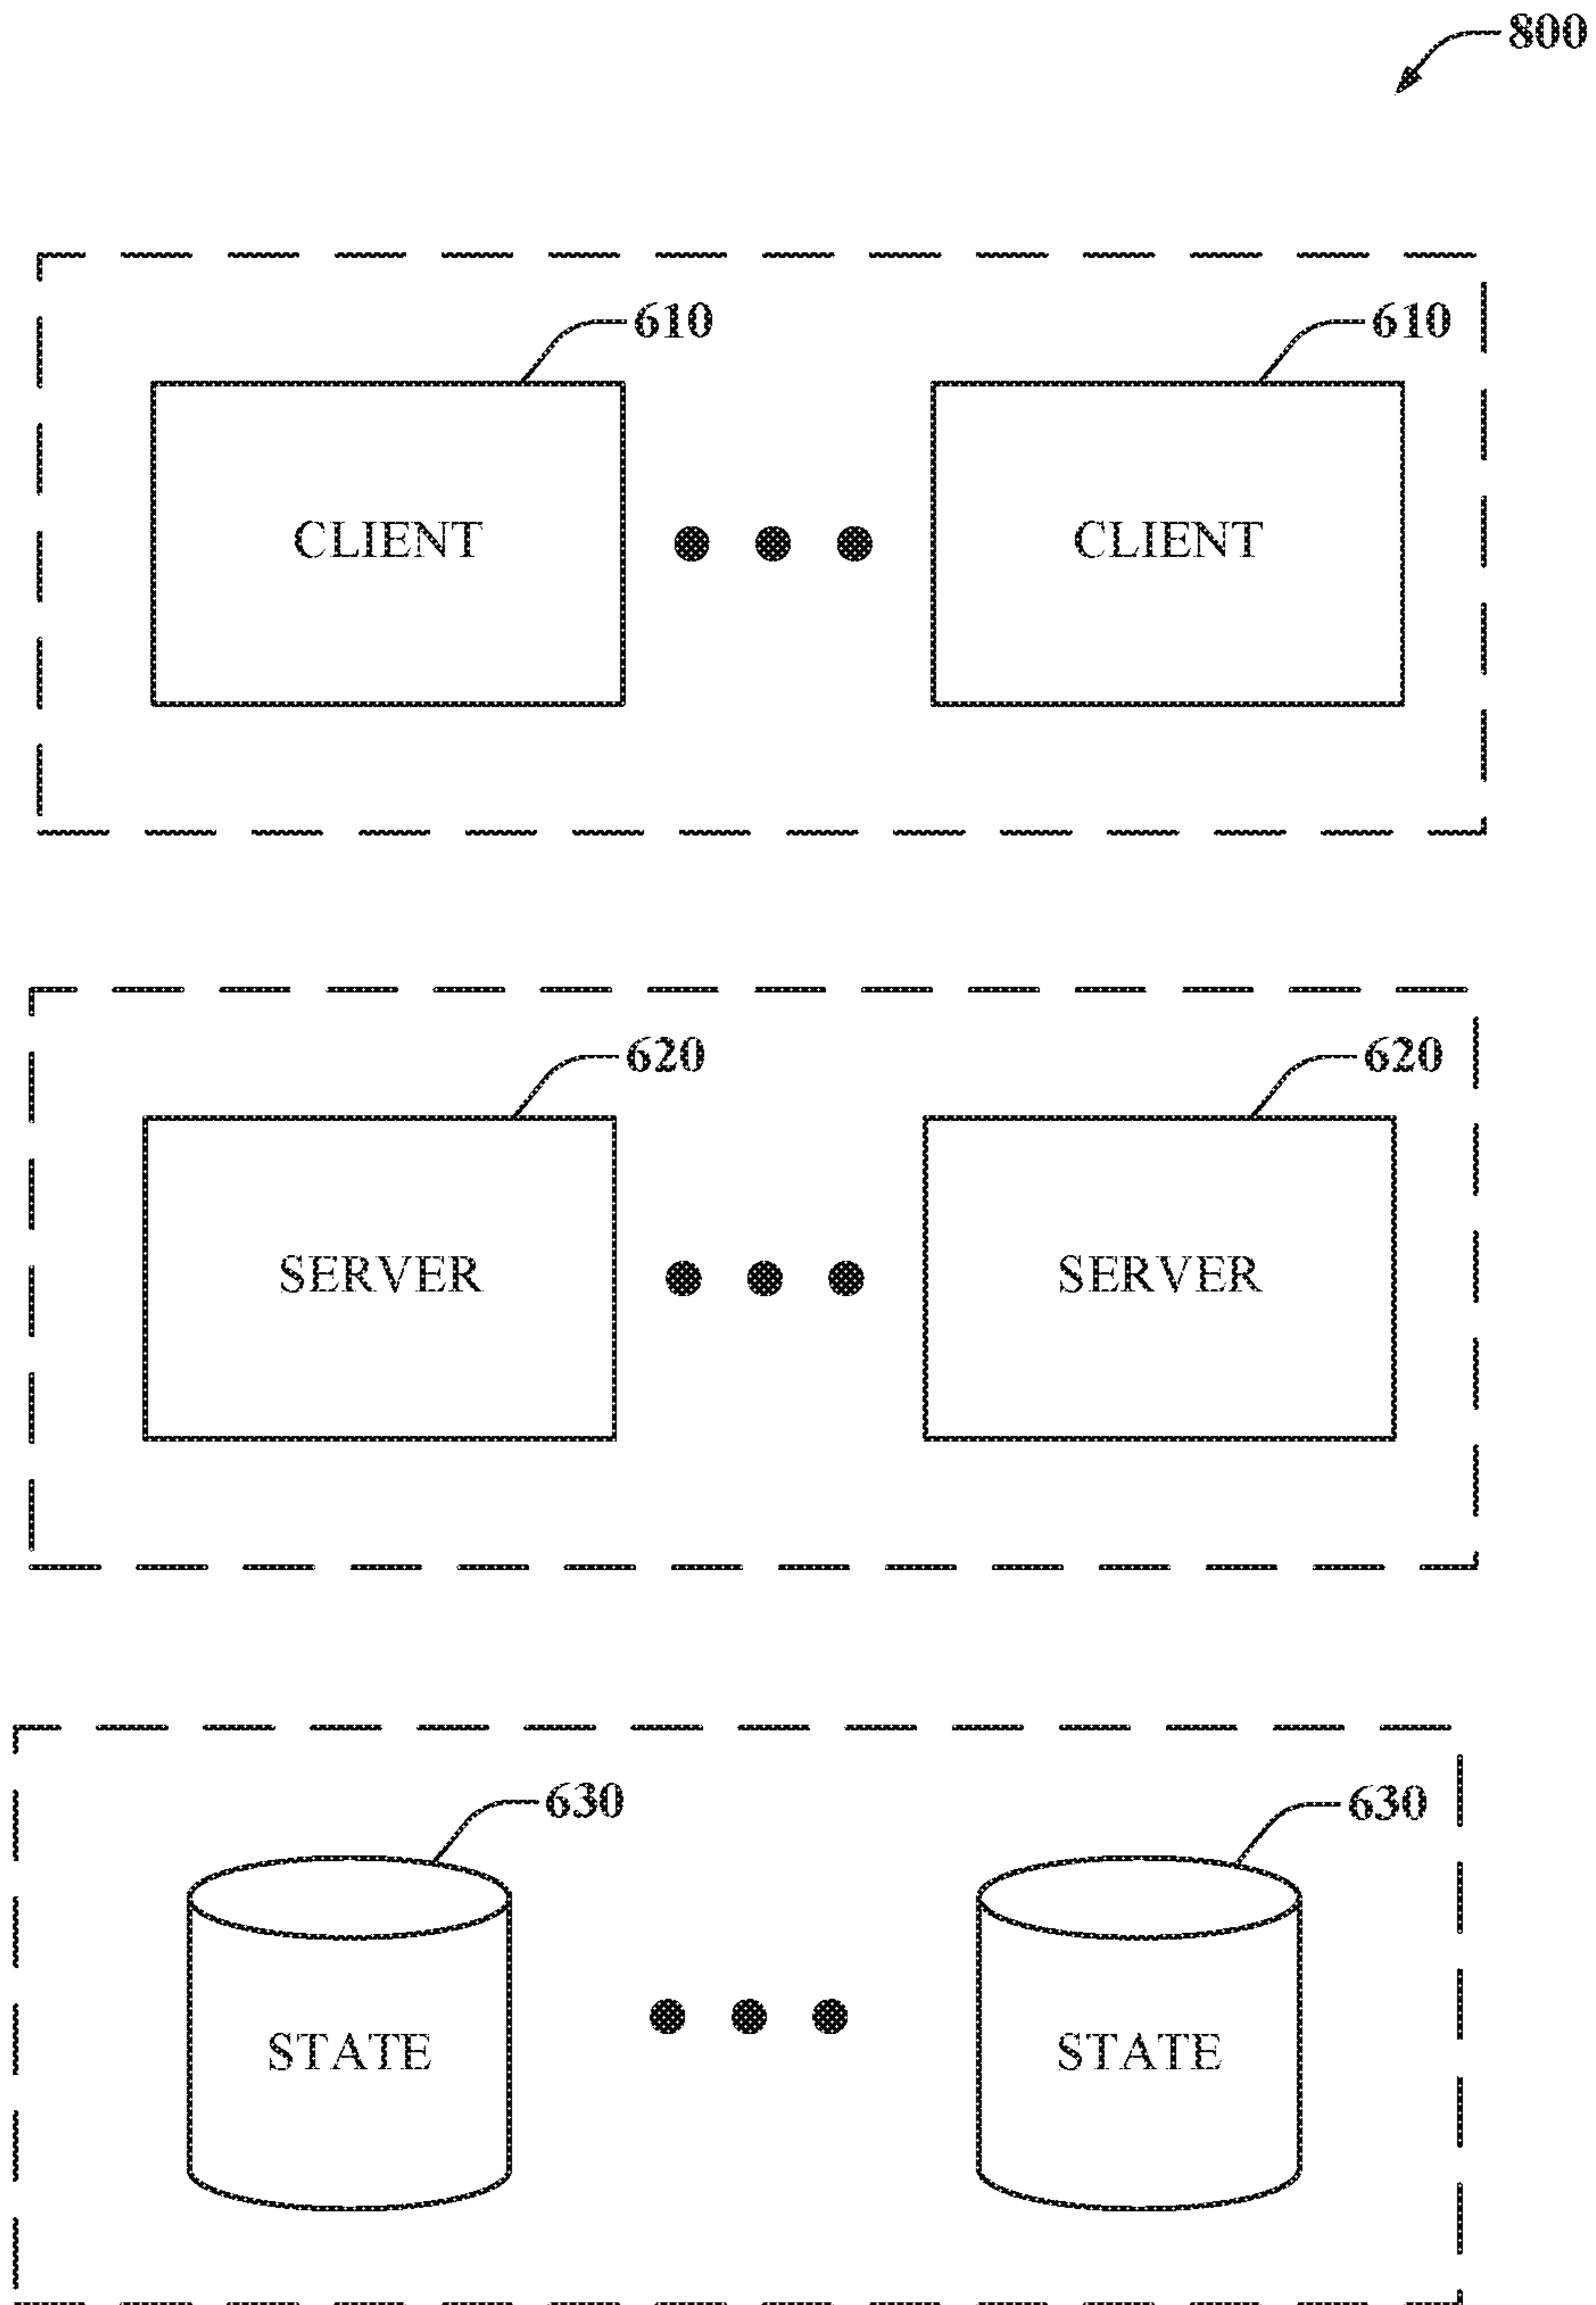 800
610 610
CLIENT CLIENT
620 620
SERVER SERVER
630 630
STATE STATE